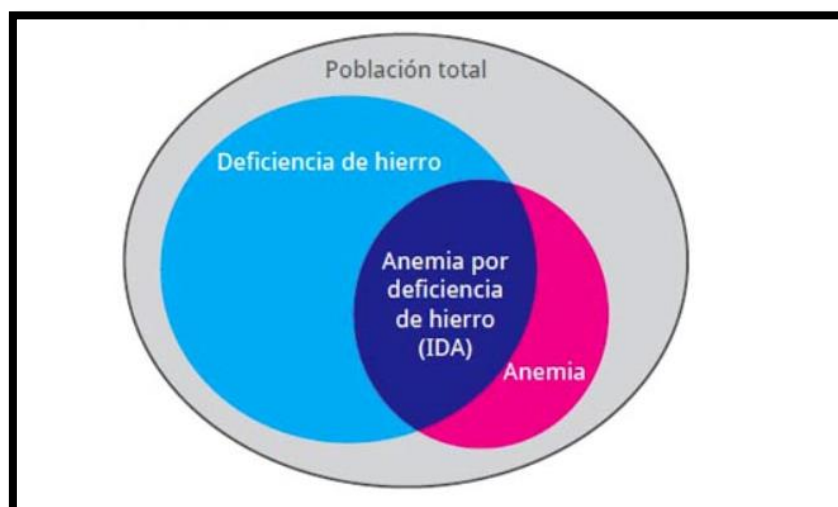 Población total
Deficiencia de hierro
Anemia por
deficiencia
de hierro
(IDA)
Anemia